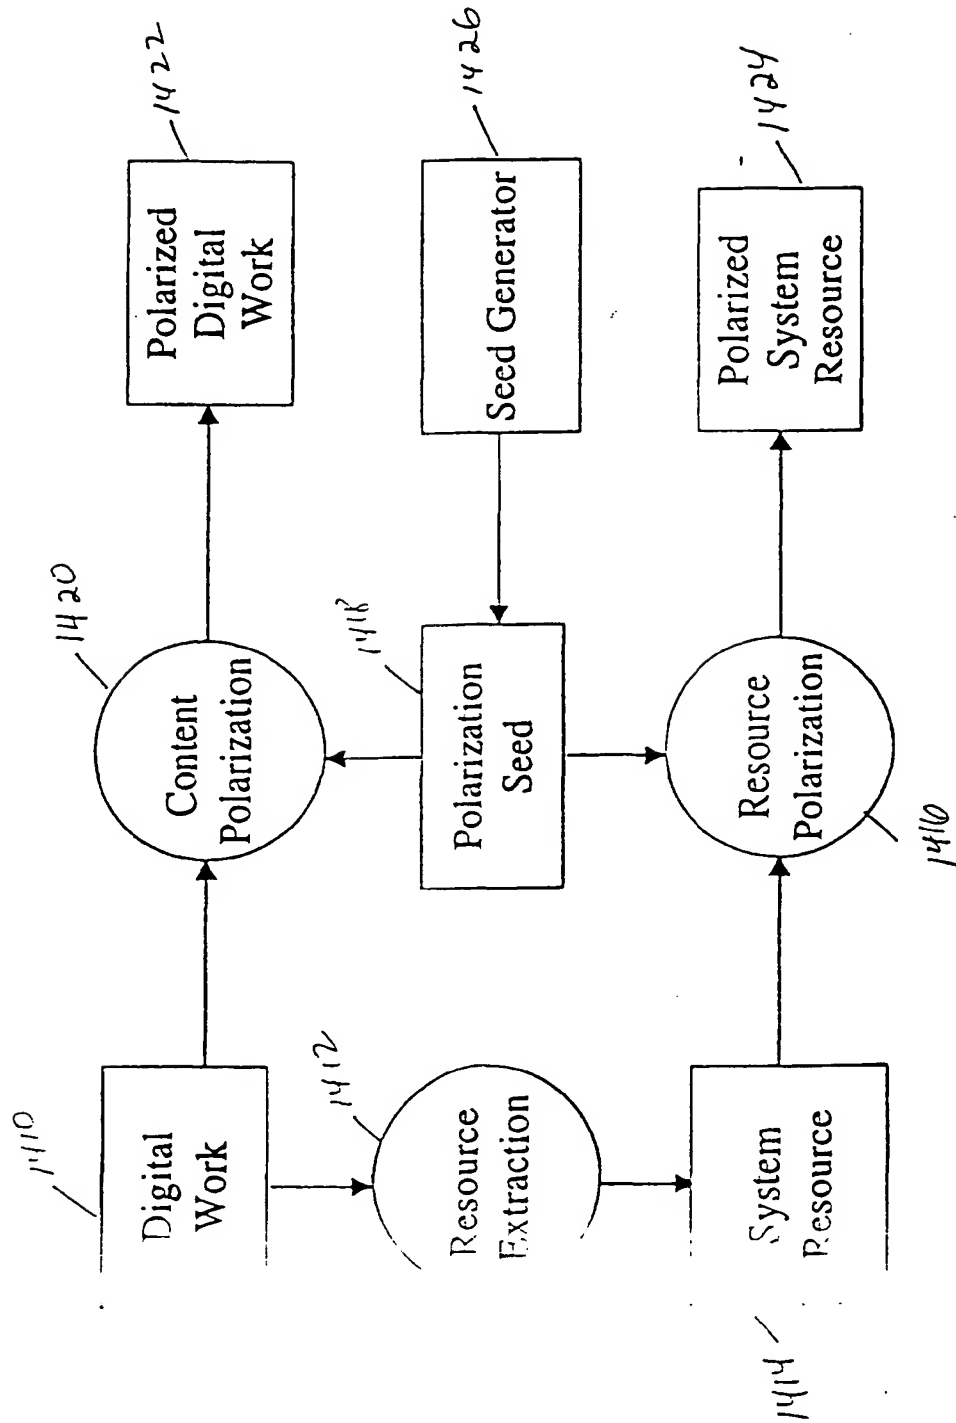 1410
Digital
Work
1420
Content
Polarization
Polarized
Digital
Work
1422
1412
Resource
Extraction
1418
Polarization
Seed
Seed Generator
1426
1414
System
Resource
Resource
Polarization
1416
Polarized
System
Resource
1424